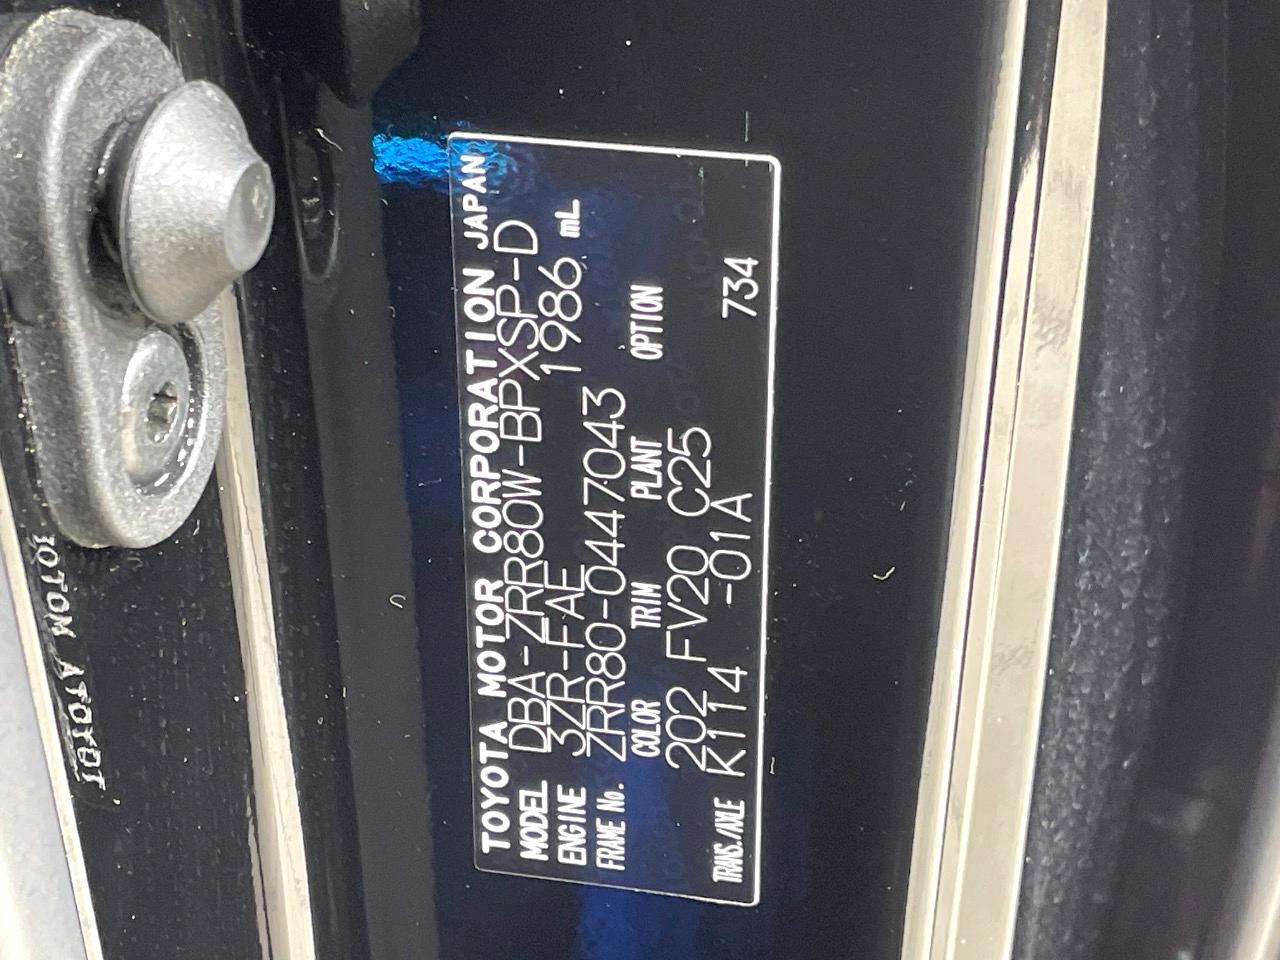 TOYOTA MOTOR CORPORATION JAPAN
MODEL DBA-ZRR80W-BPXSP-D
ENGINE 3ZR-FAE 1986 mL
FRAME No. ZRR80-0447043
COLOR TRIM PLANT OPTION
202 FV20 C25
TRANS./AXLE K114 -01A 734